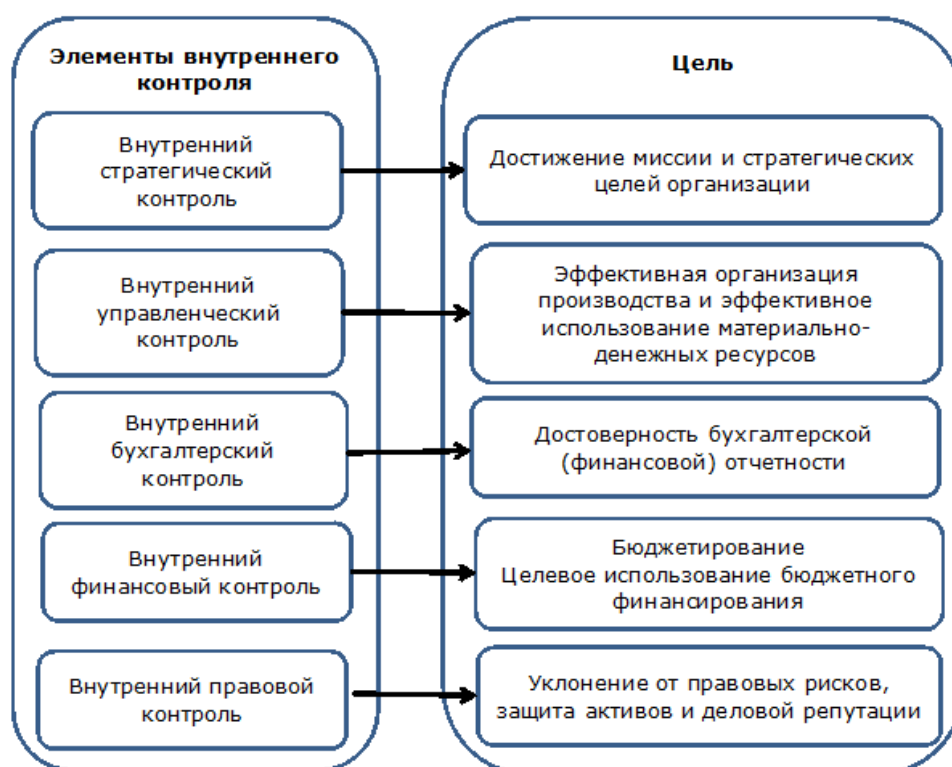 Элементы внутреннего
контроля
Цель
Внутренний
стратегический
контроль
Достижение миссии и стратегических
целей организации
Внутренний
управленческий
контроль
Эффективная организация
производства и эффективное
использование материально-
денежных ресурсов
Внутренний
бухгалтерский
контроль
Достоверность бухгалтерской
(финансовой) отчетности
Внутренний
финансовый контроль
Бюджетирование
Целевое использование бюджетного
финансирования
Внутренний правовой
контроль
Уклонение от правовых рисков,
защита активов и деловой репутации